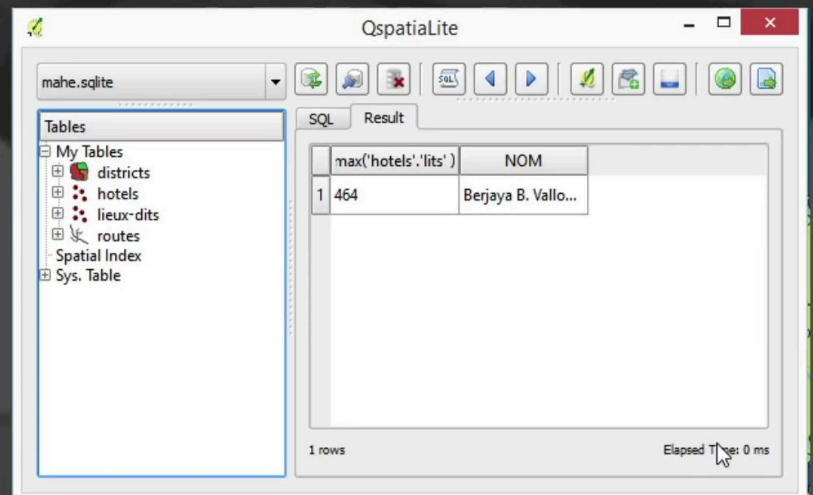 QspatiaLite
mahe.sqlite
SQL
Tables
My Tables
districts
hotels
lieux-dits
routes
Spatial Index
Sys. Table
SQL Result
max('hotels'.'lits' ) NOM
1 464 Berjaya B. Vallo...
1 rows Elapsed Time: 0 ms